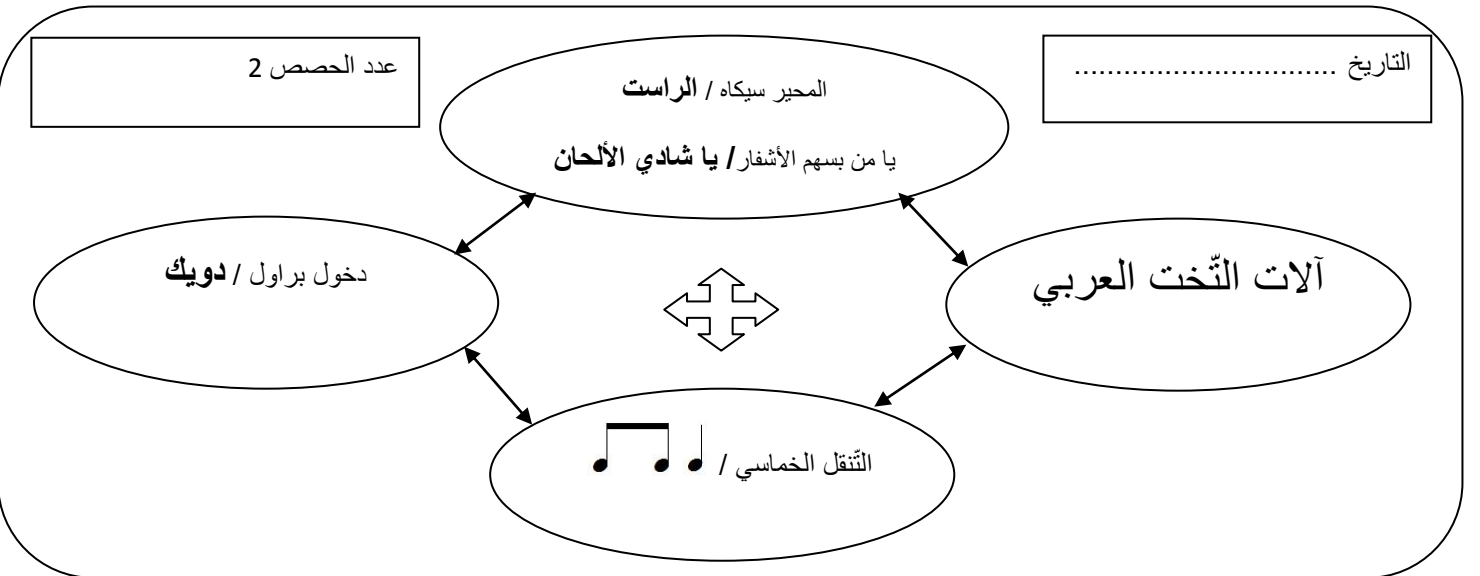 التاريخ ................................
عدد الحصص 2
المحير سيكاه / الراست
يا من بسهم الأشفار/ يا شادي الألحان
آلات التّخت العربي
دخول براول / دويك
التّنقل الخماسي /